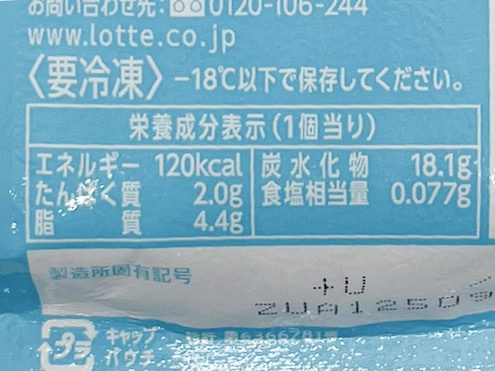 お問い合わせ先：0120-106-244
www.lotte.co.jp
〈要冷凍〉−18℃以下で保存してください。
栄養成分表示（1個当り）
エネルギー 120kcal 炭水化物 18.1g
たんぱく質 2.0g 食塩相当量 0.077g
脂質 4.4g
製造所固有記号
+U
プラ キャップ
パウチ